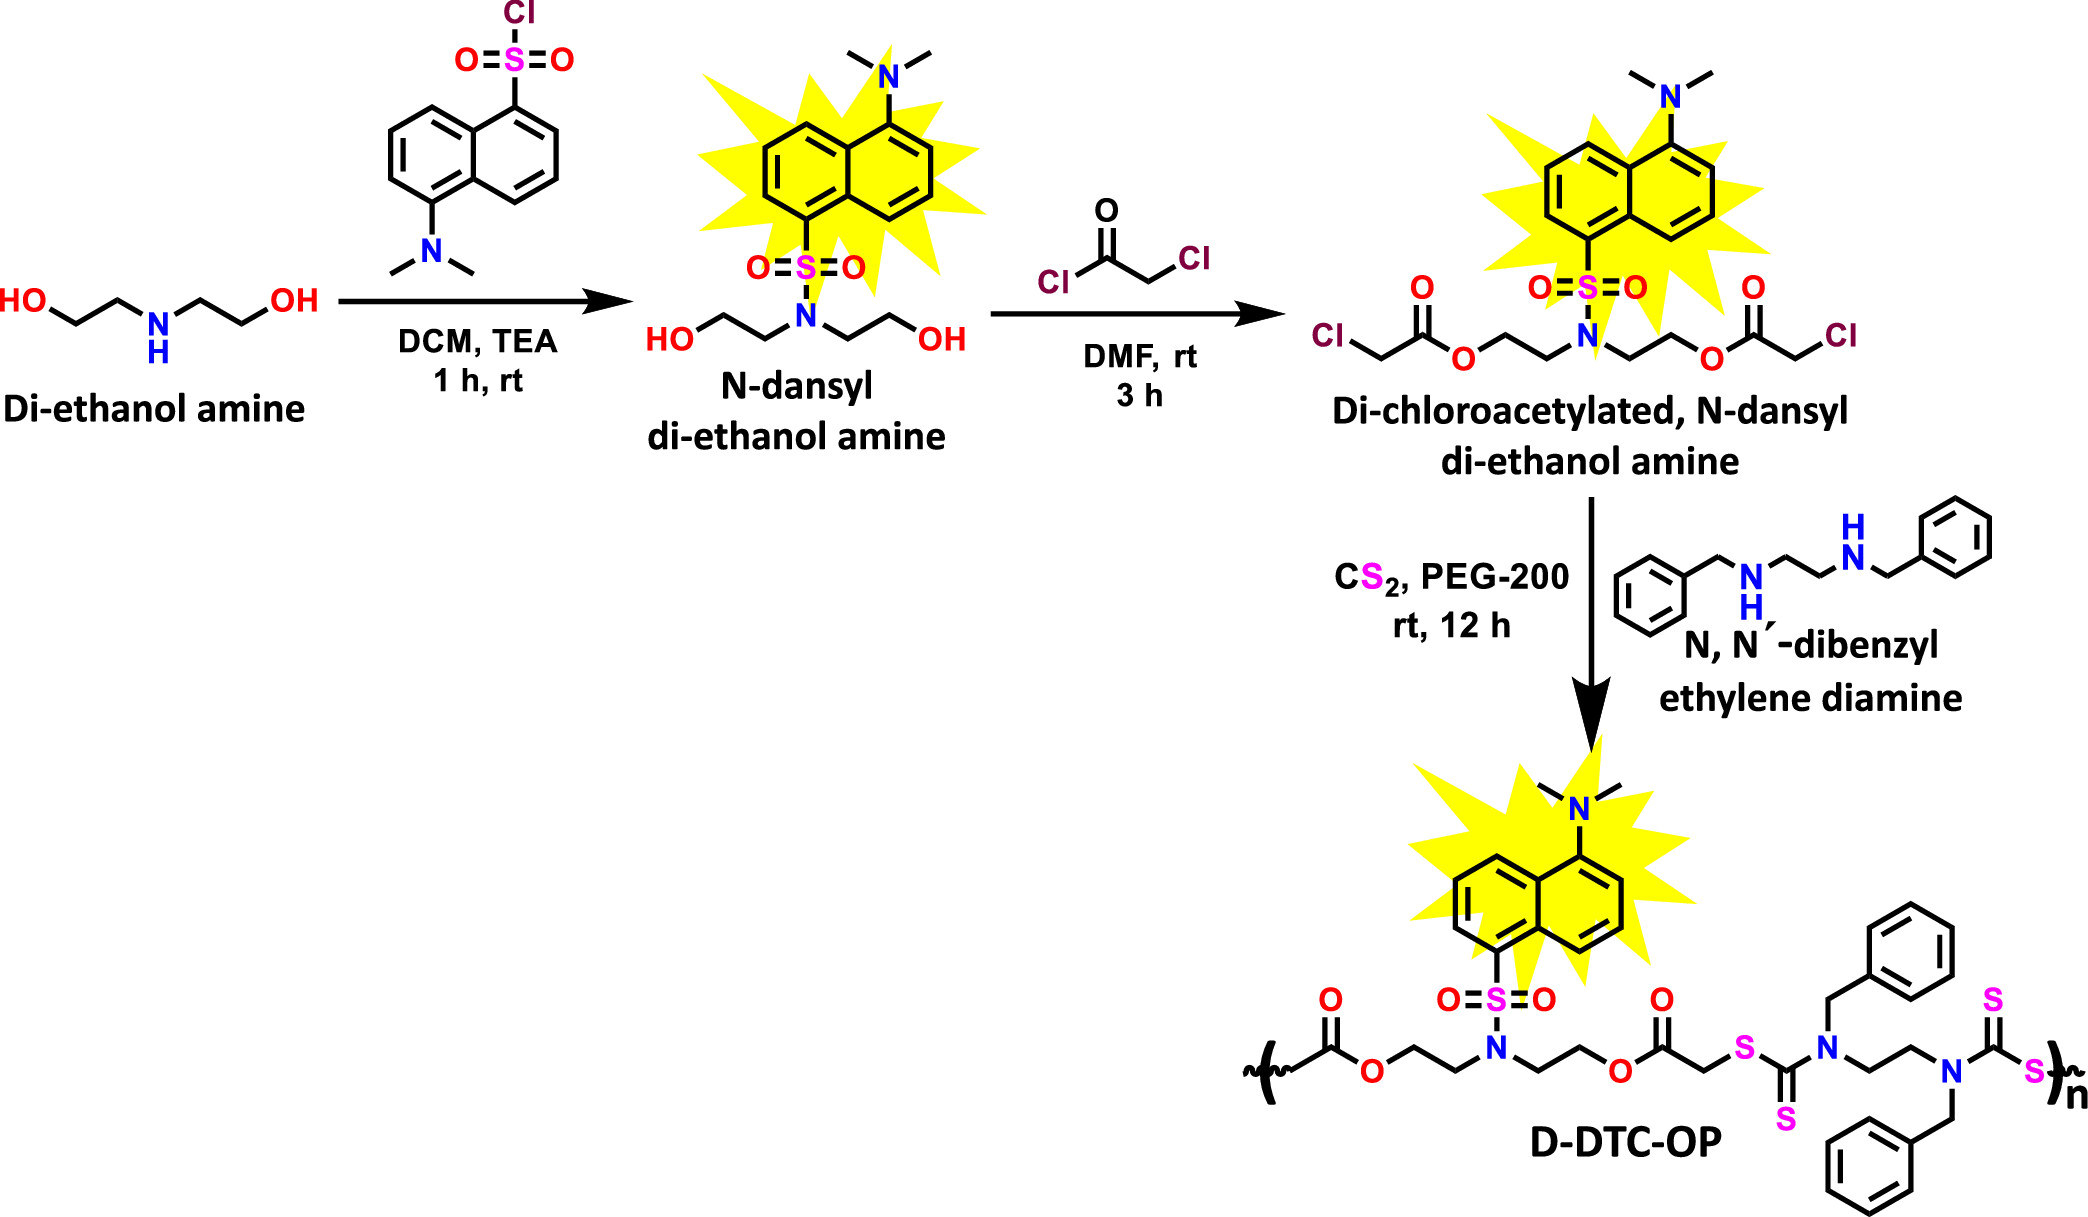 Cl
O=S=O
N
HO
N
H
OH
DCM, TEA
1 h, rt
Di-ethanol amine
N
O=S=O
HO
N
OH
N-dansyl
di-ethanol amine
O
Cl
Cl
DMF, rt
3 h
N
O
O=S=O
O
Cl
O
N
O
Cl
Di-chloroacetylated, N-dansyl
di-ethanol amine
CS2, PEG-200
rt, 12 h
H
N
N
H
N, N´-dibenzyl
ethylene diamine
N
O
O=S=O
O
S
O
N
O
S
N
N
S
S
n
D-DTC-OP